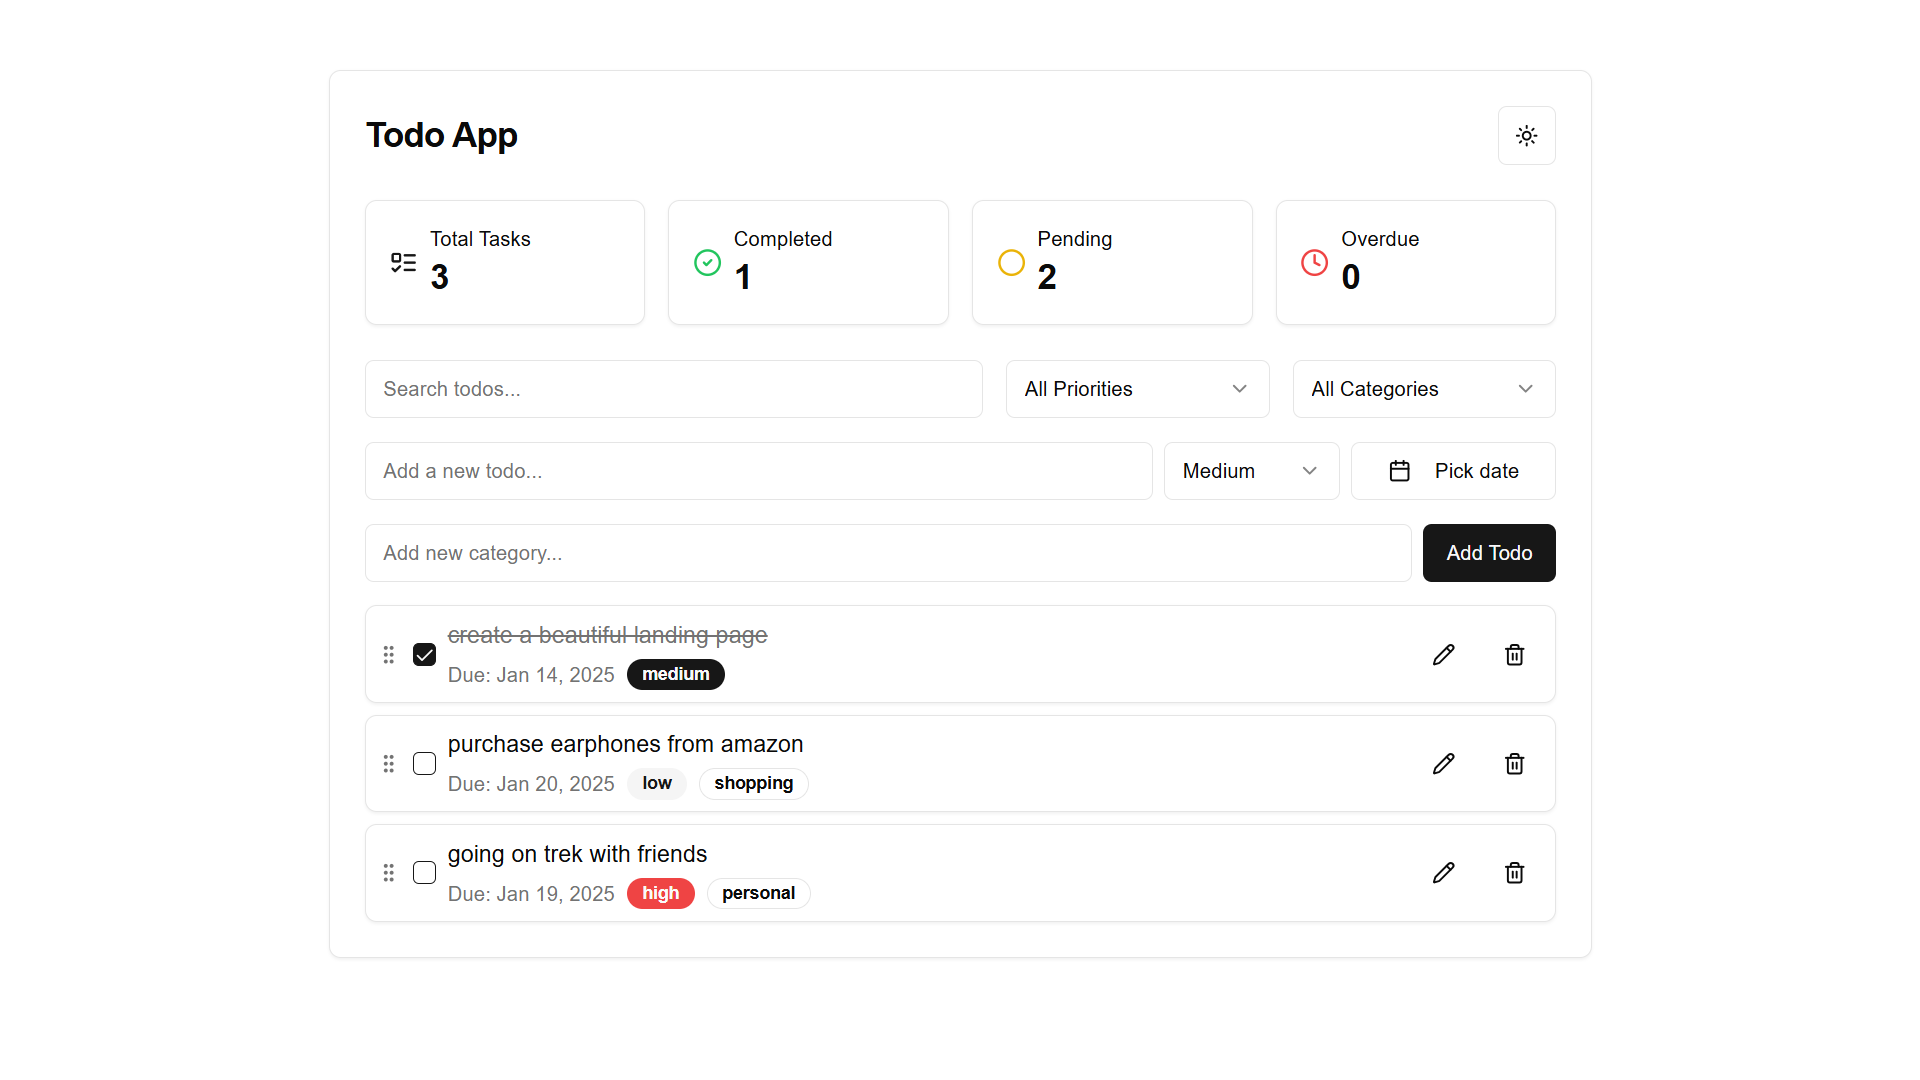 Todo App
Total Tasks
3
Completed
1
Pending
2
Overdue
0
Search todos...
All Priorities
All Categories
Add a new todo...
Medium
Pick date
Add new category...
Add Todo
create a beautiful landing page
Due: Jan 14, 2025 medium
purchase earphones from amazon
Due: Jan 20, 2025 low shopping
going on trek with friends
Due: Jan 19, 2025 high personal